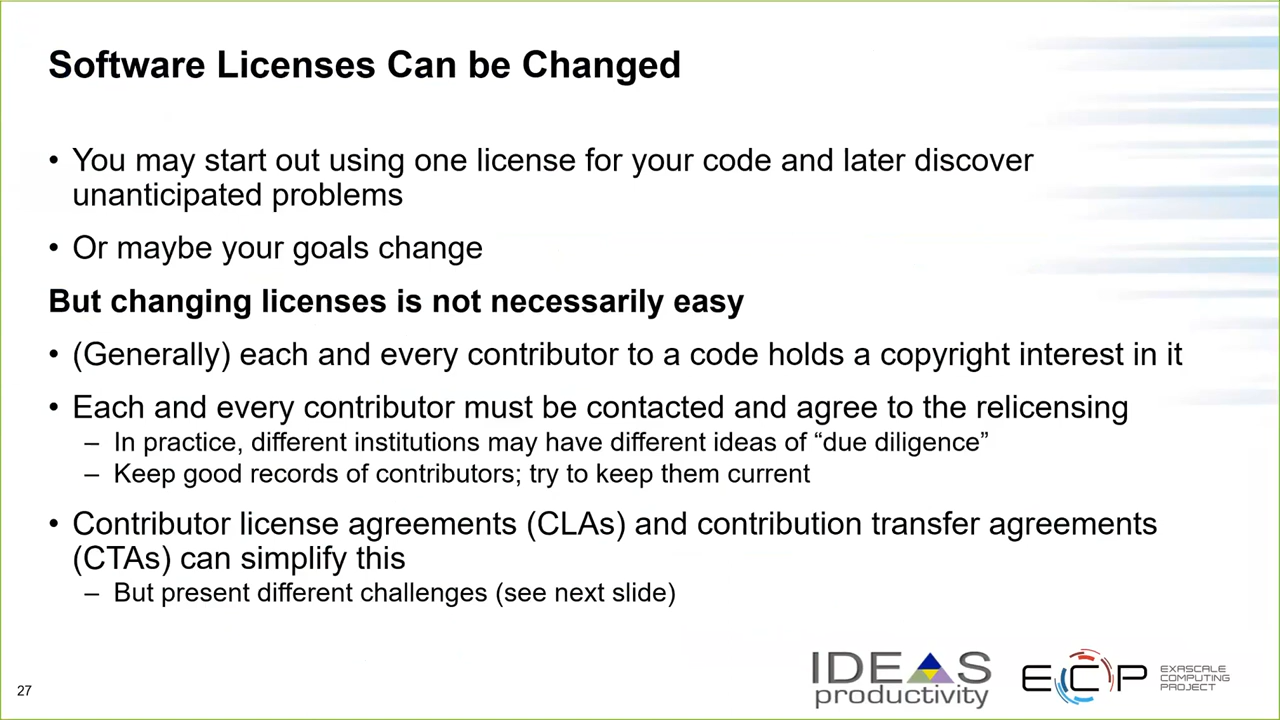 Software Licenses Can be Changed
• You may start out using one license for your code and later discover
unanticipated problems
• Or maybe your goals change
But changing licenses is not necessarily easy
• (Generally) each and every contributor to a code holds a copyright interest in it
• Each and every contributor must be contacted and agree to the relicensing
– In practice, different institutions may have different ideas of “due diligence”
– Keep good records of contributors; try to keep them current
• Contributor license agreements (CLAs) and contribution transfer agreements
(CTAs) can simplify this
– But present different challenges (see next slide)
27
IDEAS
productivity
ECP
EXASCALE
COMPUTING
PROJECT